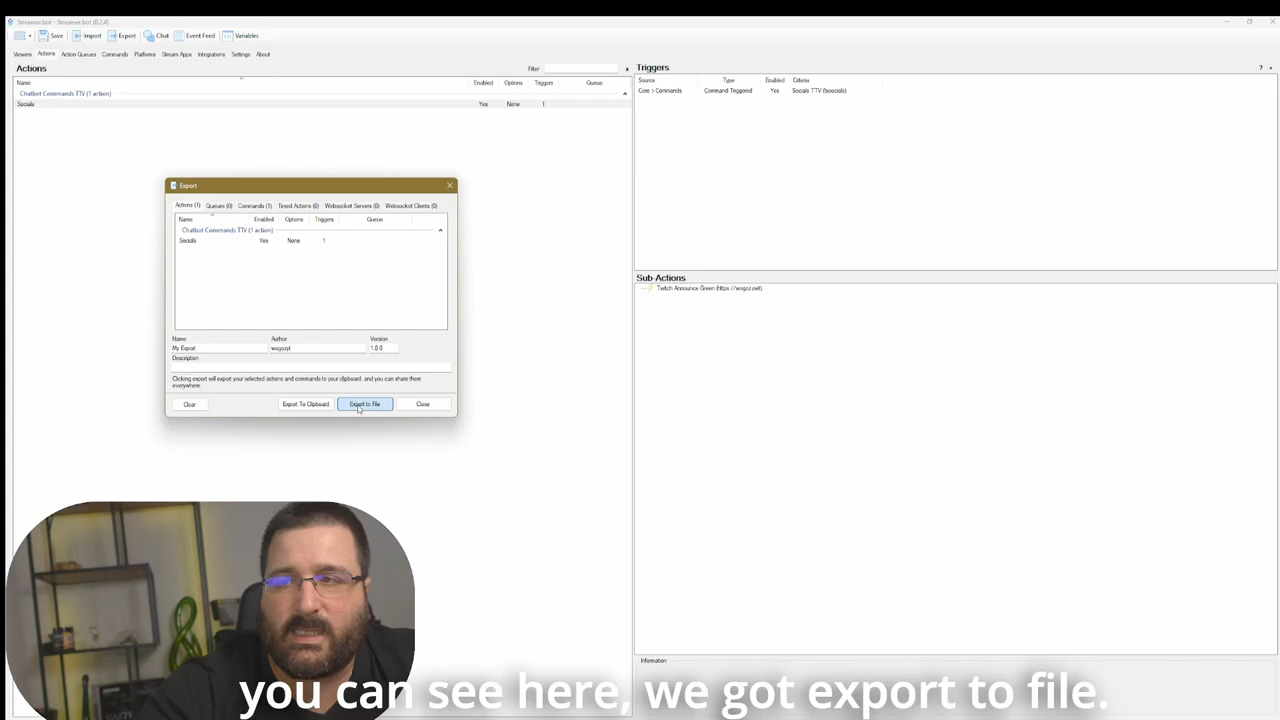 Streamer.bot - Streamer.bot (0.2.4)
Save Import Export Chat Event Feed Variables
Viewers Actions Action Queues Commands Platforms Stream Apps Integrations Settings About
Actions
Filter
Name Enabled Options Triggers Queue
Chatbot Commands TTV (1 action)
Socials Yes None 1
Triggers
Source Type Enabled Criteria
Core > Commands Command Triggered Yes Socials TTV (!socials)
Sub-Actions
Twitch Announce Green
Export
Actions (1) Queues (0) Commands (1) Timed Actions (0) Websocket Servers (0) Websocket Clients (0)
Name Enabled Options Triggers Queue
Chatbot Commands TTV (1 action)
Socials Yes None 1
Name Author Version
My Export 1.0.0
Description
Clicking export will export your selected actions and commands to your clipboard, and you can share them
everywhere.
Clear Export To Clipboard Export to File Close
Information:
you can see here, we got export to file.